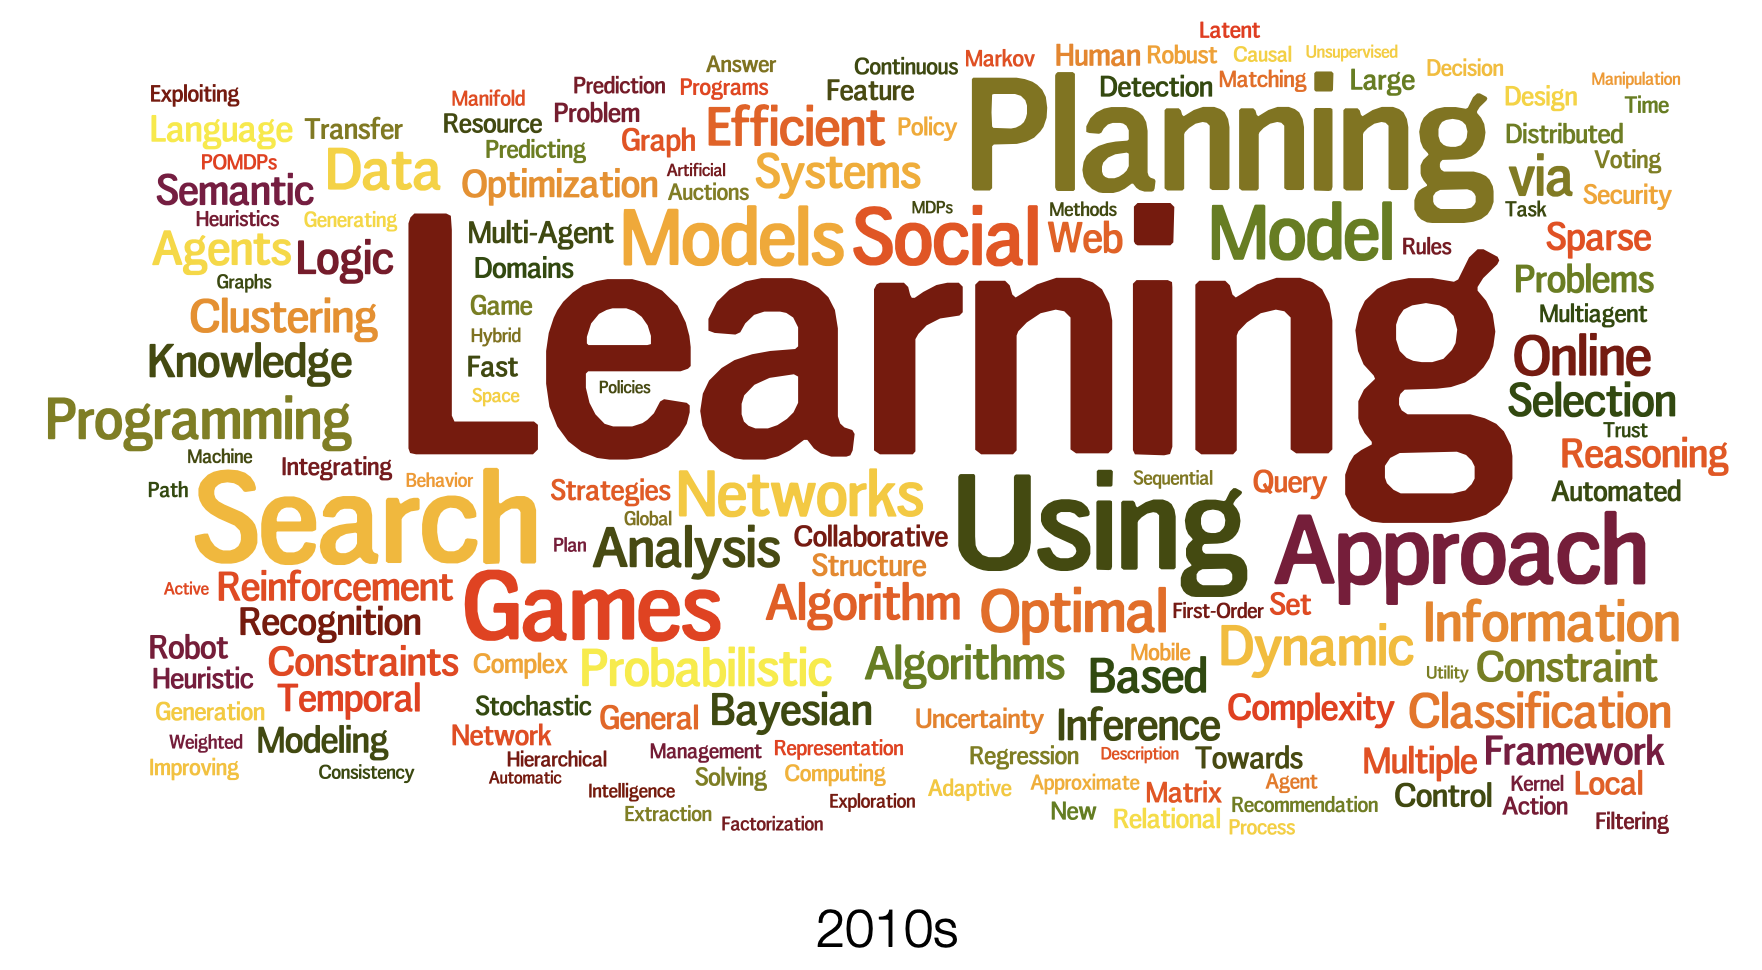 Latent
Markov Human Robust Causal Unsupervised
Answer Continuous Decision
Prediction Programs Feature Planning Detection Matching Large Manipulation
Exploiting Manifold Problem Efficient Policy Design Time
Language Transfer Resource Graph Distributed
POMDPs Data Predicting Artificial Systems via Voting
Semantic Optimization Auctions Security
Heuristics Generating Multi-Agent Models Social MDPs Methods Web Model Rules Task Sparse
Agents Logic Domains Problems
Graphs Learning Multiagent
Clustering Game
Hybrid
Knowledge Fast Online
Space Policies Selection
Programming Trust
Machine Integrating Reasoning
Path Search Behavior Strategies Networks Using Sequential Query Automated
Global
Plan Analysis Collaborative Approach
Structure
Active Reinforcement Games Algorithm Optimal First-Order Set Information
Recognition
Robot Constraints Complex Probabilistic Algorithms Mobile Dynamic
Heuristic Based Utility Constraint
Temporal
Generation Stochastic General Bayesian Uncertainty Inference Complexity Classification
Weighted Modeling Network Management Representation Regression Description Towards Multiple Framework
Improving Consistency Hierarchical
Automatic Solving Computing Adaptive Approximate Agent Kernel Local
Intelligence Exploration Matrix Recommendation Control Action
Extraction Factorization New Relational Process Filtering
2010s